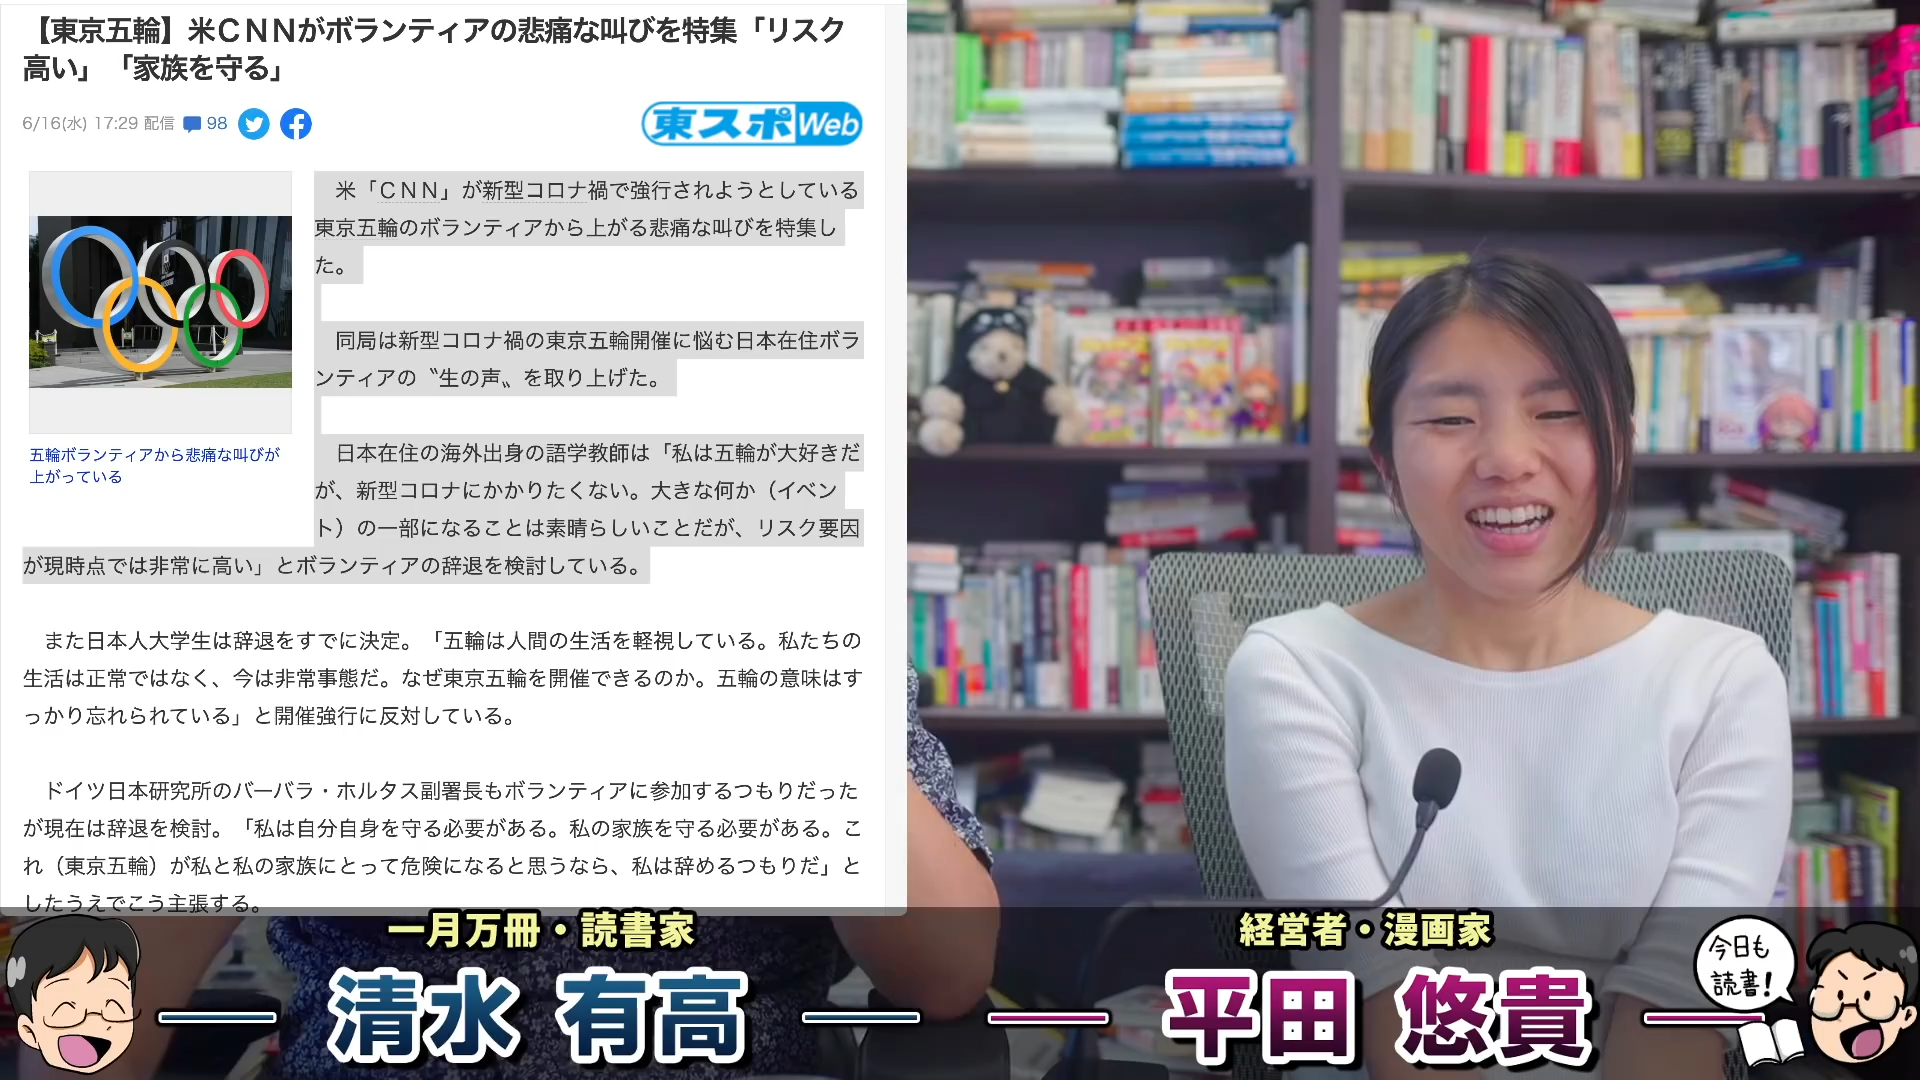 【東京五輪】米ＣＮＮがボランティアの悲痛な叫びを特集「リスク
高い」「家族を守る」
6/16(水) 17:29 配信 98
東スポWeb
米「ＣＮＮ」が新型コロナ禍で強行されようとしている
東京五輪のボランティアから上がる悲痛な叫びを特集し
た。
同局は新型コロナ禍の東京五輪開催に悩む日本在住ボラ
ンティアの〝生の声〟を取り上げた。
日本在住の海外出身の語学教師は「私は五輪が大好きだ
が、新型コロナにかかりたくない。大きな何か（イベン
ト）の一部になることは素晴らしいことだが、リスク要因
が現時点では非常に高い」とボランティアの辞退を検討している。
五輪ボランティアから悲痛な叫びが
上がっている
また日本人大学生は辞退をすでに決定。「五輪は人間の生活を軽視している。私たちの
生活は正常ではなく、今は非常事態だ。なぜ東京五輪を開催できるのか。五輪の意味はす
っかり忘れられている」と開催強行に反対している。
ドイツ日本研究所のバーバラ・ホルタス副署長もボランティアに参加するつもりだった
が現在は辞退を検討。「私は自分自身を守る必要がある。私の家族を守る必要がある。こ
れ（東京五輪）が私と私の家族にとって危険になると思うなら、私は辞めるつもりだ」と
したうえでこう主張する。
一月万冊・読書家
清水 有高
経営者・漫画家
平田 悠貴
今日も
読書！